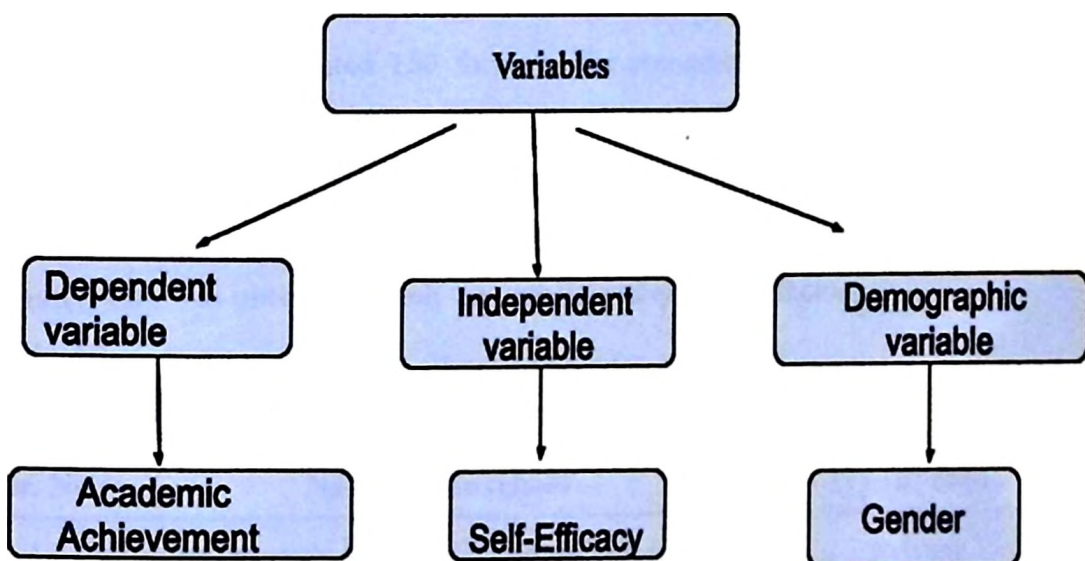 Variables
Dependent
variable
Independent
variable
Demographic
variable
Academic
Achievement
Self-Efficacy
Gender